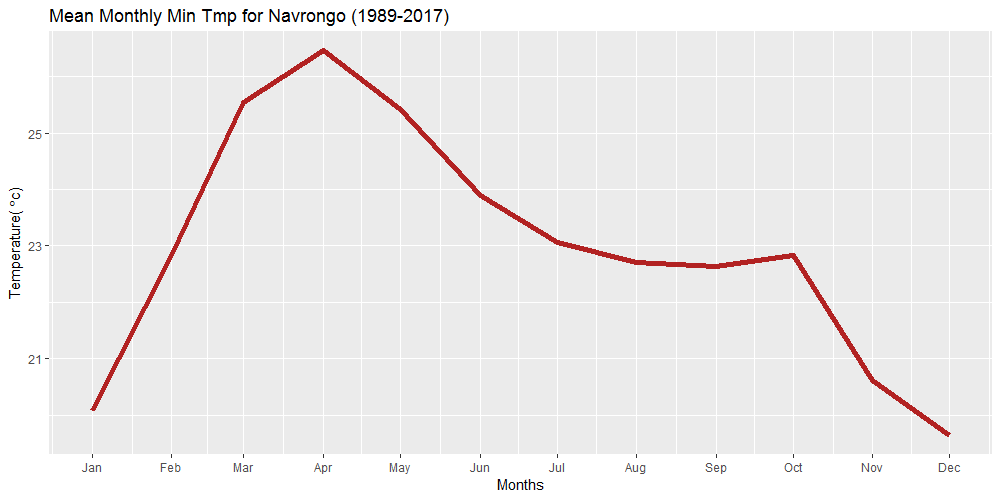 Mean Monthly Min Tmp for Navrongo (1989-2017)
Temperature( °c)
25
23
21
Jan Feb Mar Apr May Jun Jul Aug Sep Oct Nov Dec
Months